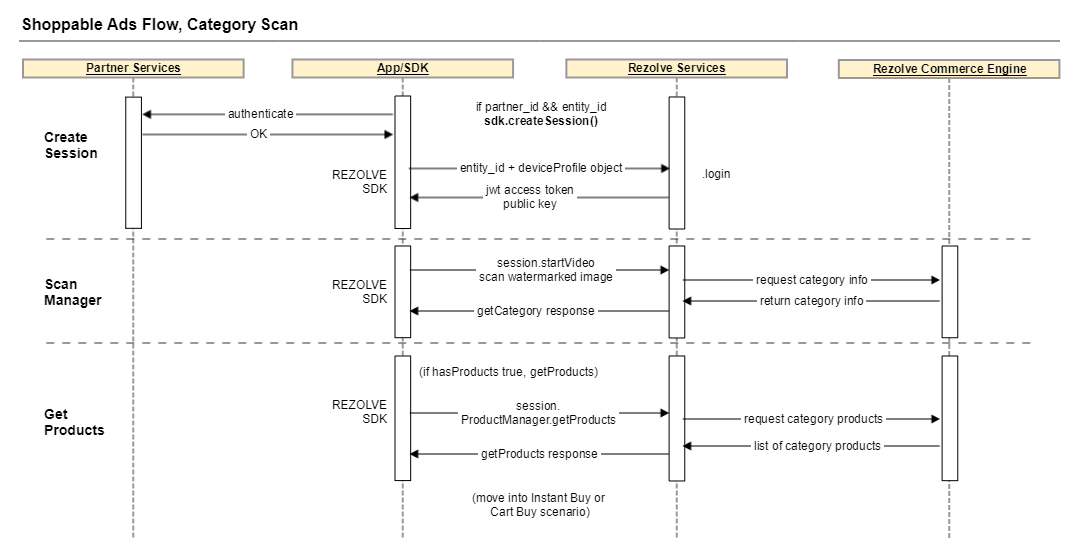 Shoppable Ads Flow, Category Scan
Partner Services
App/SDK
Rezolve Services
Rezolve Commerce Engine
Create
Session
authenticate
OK
if partner_id && entity_id
sdk.createSession()
REZOLVE
SDK
entity_id + deviceProfile object
.login
jwt access token
public key
Scan
Manager
REZOLVE
SDK
session.startVideo
scan watermarked image
request category info
return category info
getCategory response
Get
Products
(if hasProducts true, getProducts)
REZOLVE
SDK
session.
ProductManager.getProducts
request category products
list of category products
getProducts response
(move into Instant Buy or
Cart Buy scenario)